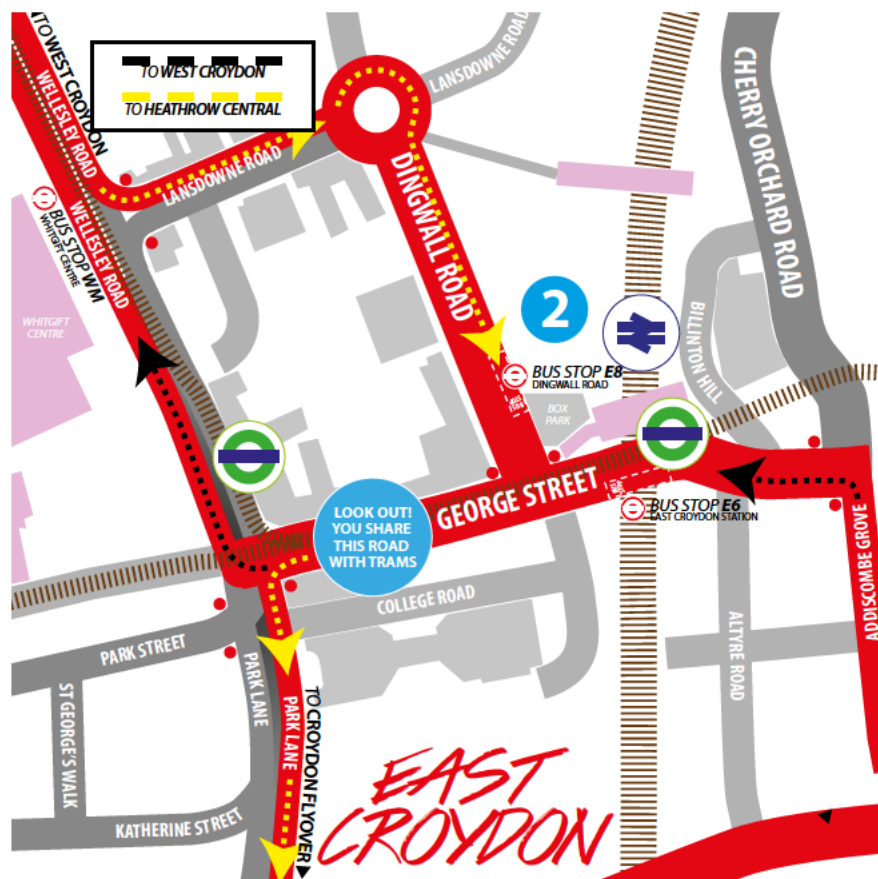 TO WEST CROYDON
WELLESLEY ROAD
TO WEST CROYDON
TO HEATHROW CENTRAL
LANSDOWNE ROAD
LANSDOWNE ROAD
CHERRY ORCHARD ROAD
DINGWALL ROAD
BUS STOP WM
WHITGIFT CENTRE
WELLESLEY ROAD
WHITGIFT
CENTRE
2
BILLINTON HILL
BUS STOP E8
DINGWALL ROAD
BUS
STOP
BOX
PARK
LOOK OUT!
YOU SHARE
THIS ROAD
WITH TRAMS
GEORGE STREET
BUS
STOP
BUS STOP E6
EAST CROYDON STATION
ADDISCOMBE GROVE
COLLEGE ROAD
ALTYRE ROAD
PARK STREET
PARK LANE
PARK LANE
TO CROYDON FLYOVER
ST GEORGE'S WALK
KATHERINE STREET
EAST
CROYDON